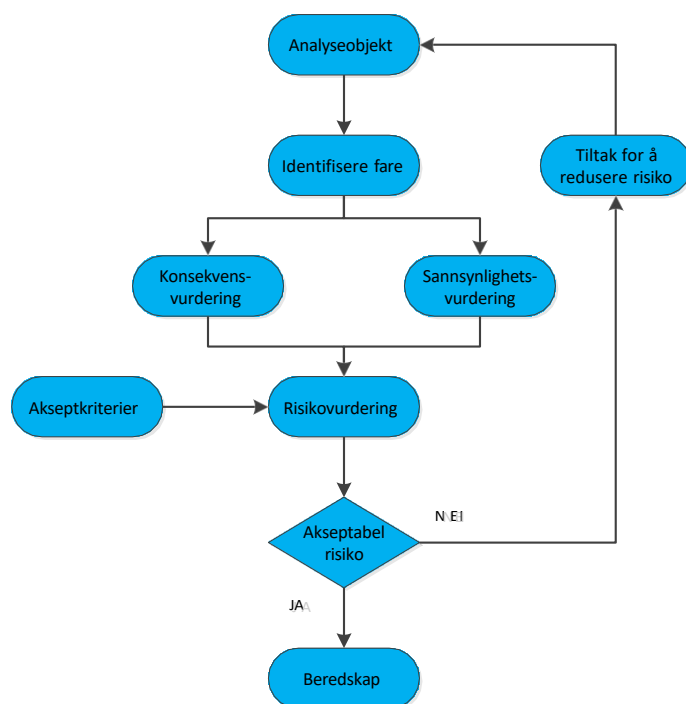 Analyseobjekt
Identifisere fare
Tiltak for å
redusere risiko
Konsekvens-
vurdering
Sannsynlighets-
vurdering
Akseptkriterier
Risikovurdering
Akseptabel
risiko
NEI
JA
Beredskap